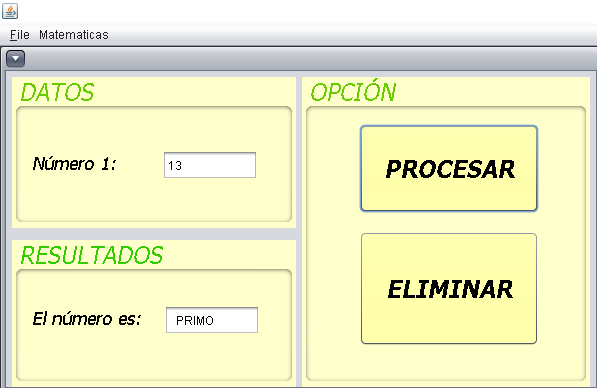 File Matematicas
DATOS
Número 1: 13
RESULTADOS
El número es: PRIMO
OPCIÓN
PROCESAR
ELIMINAR